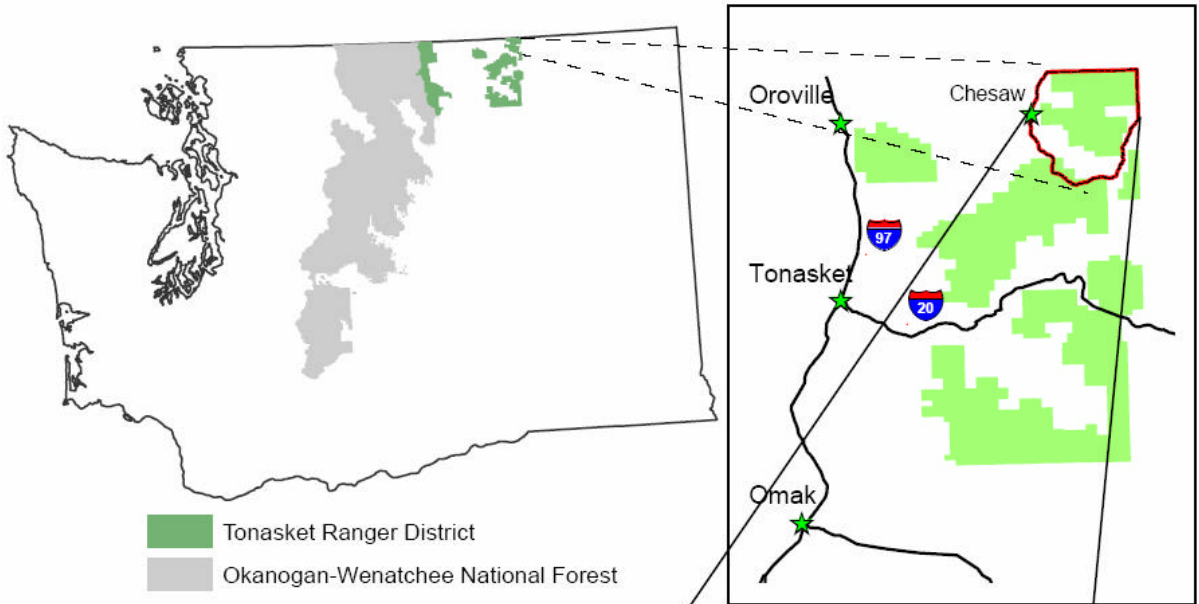 Oroville
Chesaw
97
Tonasket
20
Omak
Tonasket Ranger District
Okanogan-Wenatchee National Forest